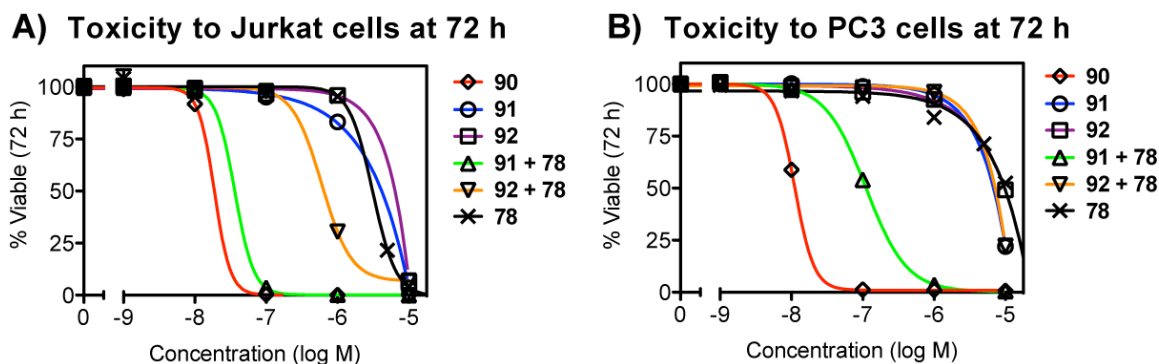 A) Toxicity to Jurkat cells at 72 h
% Viable (72 h)
100
75
50
25
0
0 -9 -8 -7 -6 -5
Concentration (log M)
90
91
92
91 + 78
92 + 78
78
B) Toxicity to PC3 cells at 72 h
% Viable (72 h)
100
75
50
25
0
0 -9 -8 -7 -6 -5
Concentration (log M)
90
91
92
91 + 78
92 + 78
78